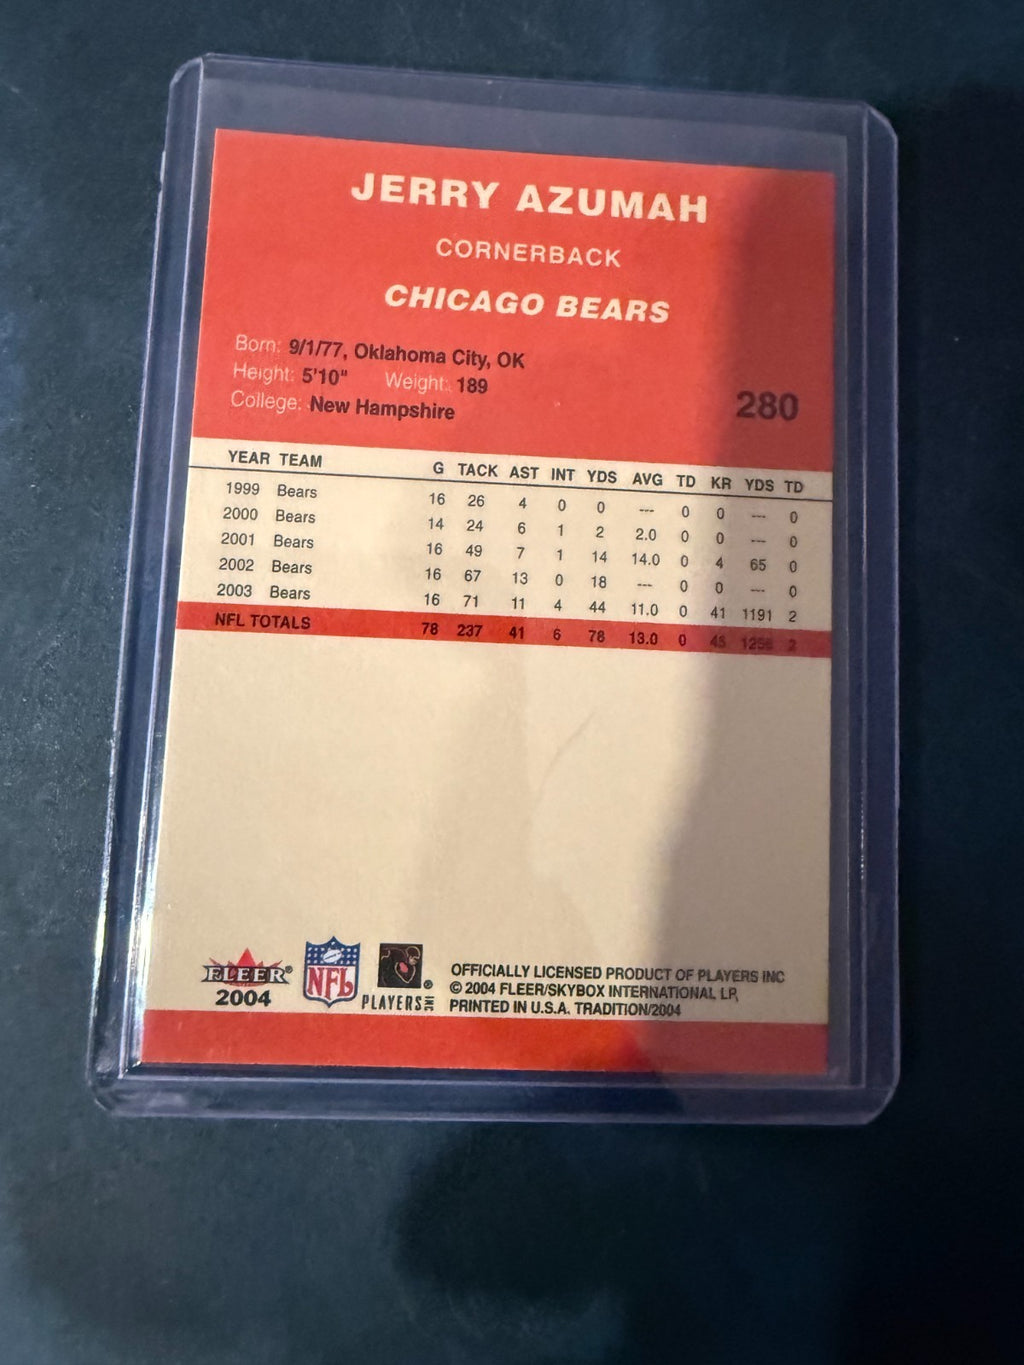 JERRY AZUMAH
CORNERBACK
CHICAGO BEARS
Born: 9/1/77, Oklahoma City, OK
Height: 5'10" Weight: 189
College: New Hampshire
280
YEAR TEAM G TACK AST INT YDS AVG TD KR YDS TD
1999 Bears 16 26 4 0 0 --- 0 0 --- 0
2000 Bears 14 24 6 1 2 2.0 0 0 --- 0
2001 Bears 16 49 7 1 14 14.0 0 4 65 0
2002 Bears 16 67 13 0 18 --- 0 0 --- 0
2003 Bears 16 71 11 4 44 11.0 0 41 1191 2
NFL TOTALS 78 237 41 6 78 13.0 0 45 1256 2
FLEER®
2004
NFL
PLAYERS INC ®
OFFICIALLY LICENSED PRODUCT OF PLAYERS INC
© 2004 FLEER/SKYBOX INTERNATIONAL LP,
PRINTED IN U.S.A. TRADITION/2004